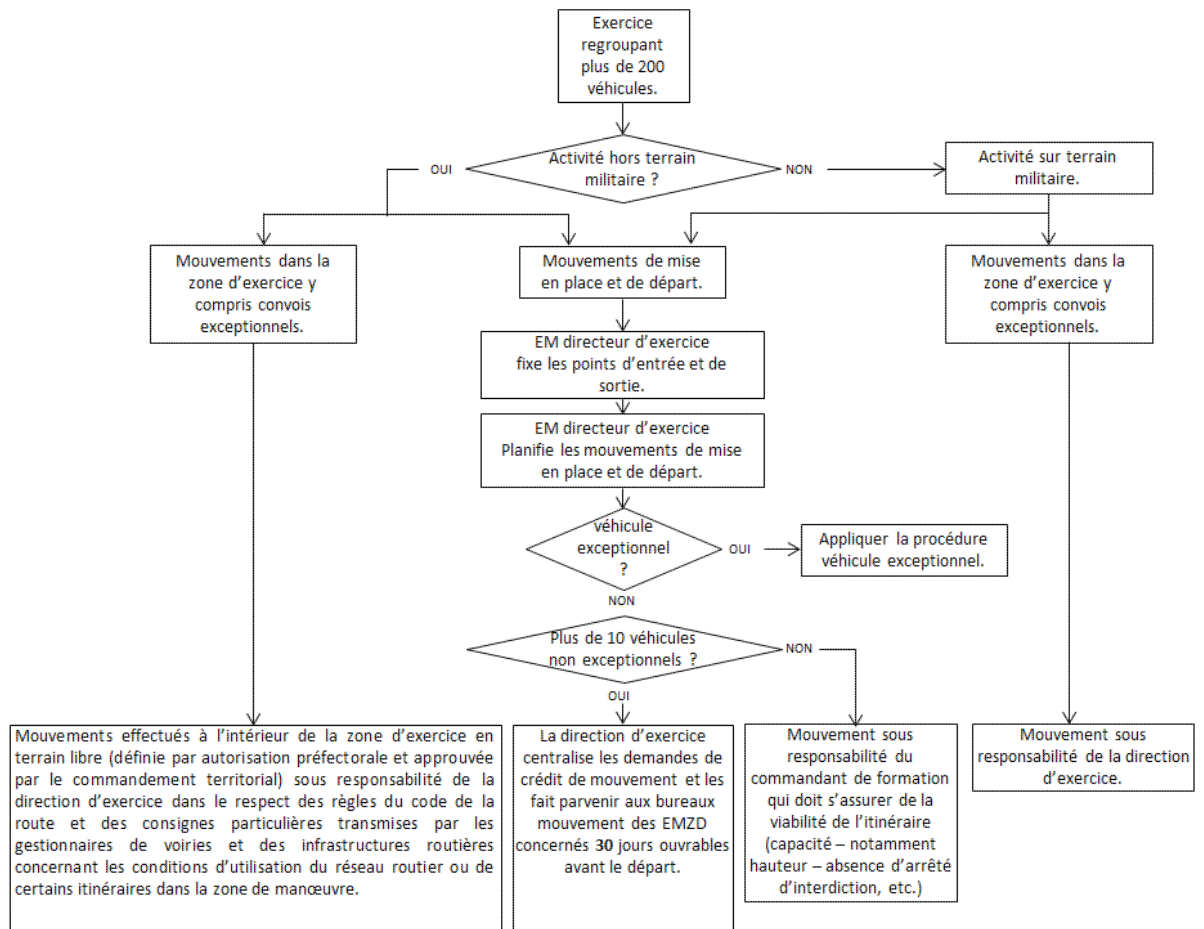 Exercice
regroupant
plus de 200
véhicules.
Activité hors terrain
militaire ?
OUI
NON
Activité sur terrain
militaire.
Mouvements dans la
zone d'exercice y
compris convois
exceptionnels.
Mouvements de mise
en place et de départ.
Mouvements dans la
zone d'exercice y
compris convois
exceptionnels.
EM directeur d'exercice
fixe les points d'entrée et de
sortie.
EM directeur d'exercice
Planifie les mouvements de mise
en place et de départ.
véhicule
exceptionnel
?
OUI
Appliquer la procédure
véhicule exceptionnel.
NON
Plus de 10 véhicules
non exceptionnels ?
NON
OUI
Mouvements effectués à l'intérieur de la zone d'exercice en
terrain libre (définie par autorisation préfectorale et approuvée
par le commandement territorial) sous responsabilité de la
direction d'exercice dans le respect des règles du code de la
route et des consignes particulières transmises par les
gestionnaires de voiries et des infrastructures routières
concernant les conditions d'utilisation du réseau routier ou de
certains itinéraires dans la zone de manœuvre.
La direction d'exercice
centralise les demandes de
crédit de mouvement et les
fait parvenir aux bureaux
mouvement des EMZD
concernés 30 jours ouvrables
avant le départ.
Mouvement sous
responsabilité du
commandant de formation
qui doit s'assurer de la
viabilité de l'itinéraire
(capacité – notamment
hauteur – absence d'arrêté
d'interdiction, etc.)
Mouvement sous
responsabilité de la direction
d'exercice.